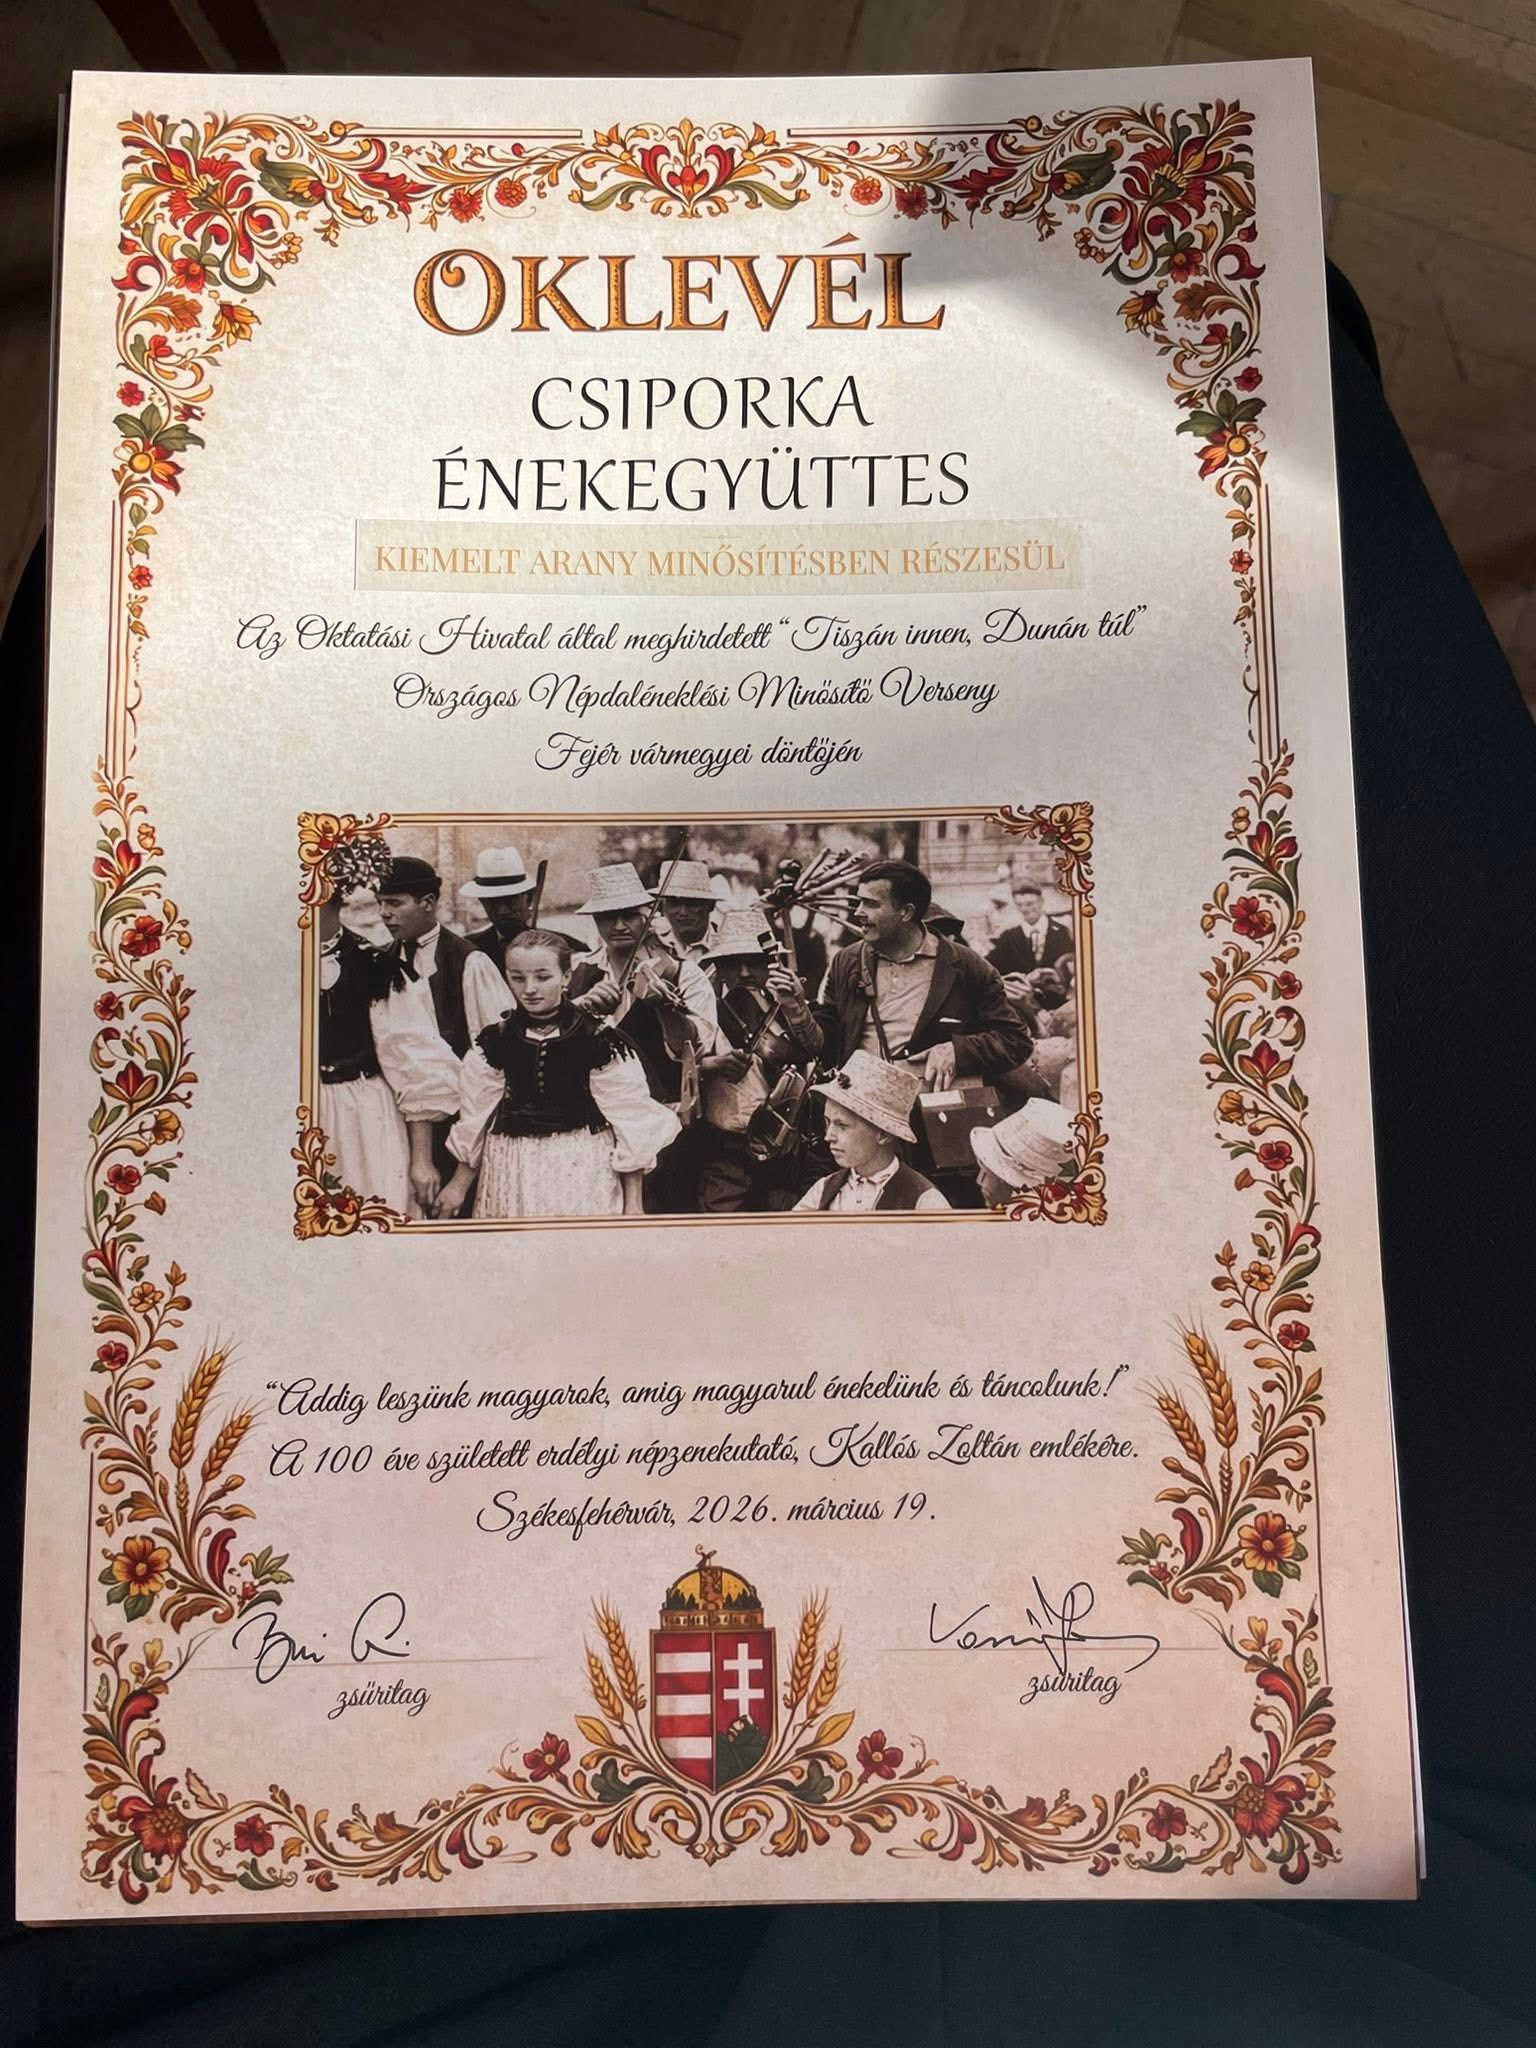 OKLEVÉL
CSIPORKA
ÉNEKEGYÜTTES
KIEMELT ARANY MINŐSÍTÉSBEN RÉSZESÜL
Az Oktatási Hivatal által meghirdetett “Tiszán innen, Dunán túl”
Országos Népdaléneklési Minősítő Verseny
Fejér vármegyei döntőjén
“Addig leszünk magyarok, amig magyarul énekelünk és táncolunk!”
A 100 éve született erdélyi népzenekutató, Kallós Zoltán emlékére.
Székesfehérvár, 2026. március 19.
zsűritag
zsűritag